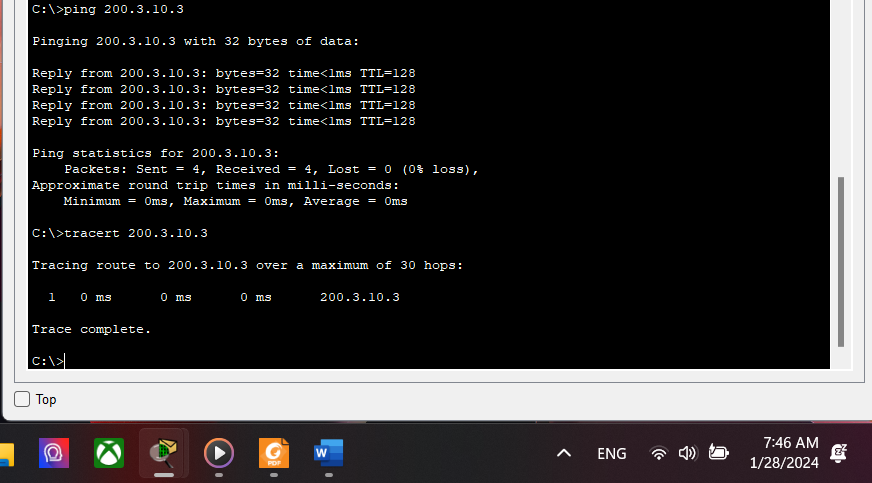 C:\>ping 200.3.10.3
Pinging 200.3.10.3 with 32 bytes of data:
Reply from 200.3.10.3: bytes=32 time<1ms TTL=128
Reply from 200.3.10.3: bytes=32 time<1ms TTL=128
Reply from 200.3.10.3: bytes=32 time<1ms TTL=128
Reply from 200.3.10.3: bytes=32 time<1ms TTL=128
Ping statistics for 200.3.10.3:
Packets: Sent = 4, Received = 4, Lost = 0 (0% loss),
Approximate round trip times in milli-seconds:
Minimum = 0ms, Maximum = 0ms, Average = 0ms
C:\>tracert 200.3.10.3
Tracing route to 200.3.10.3 over a maximum of 30 hops:
1 0 ms 0 ms 0 ms 200.3.10.3
Trace complete.
C:\>
Top
G
PDF
W
ENG
7:46 AM
1/28/2024